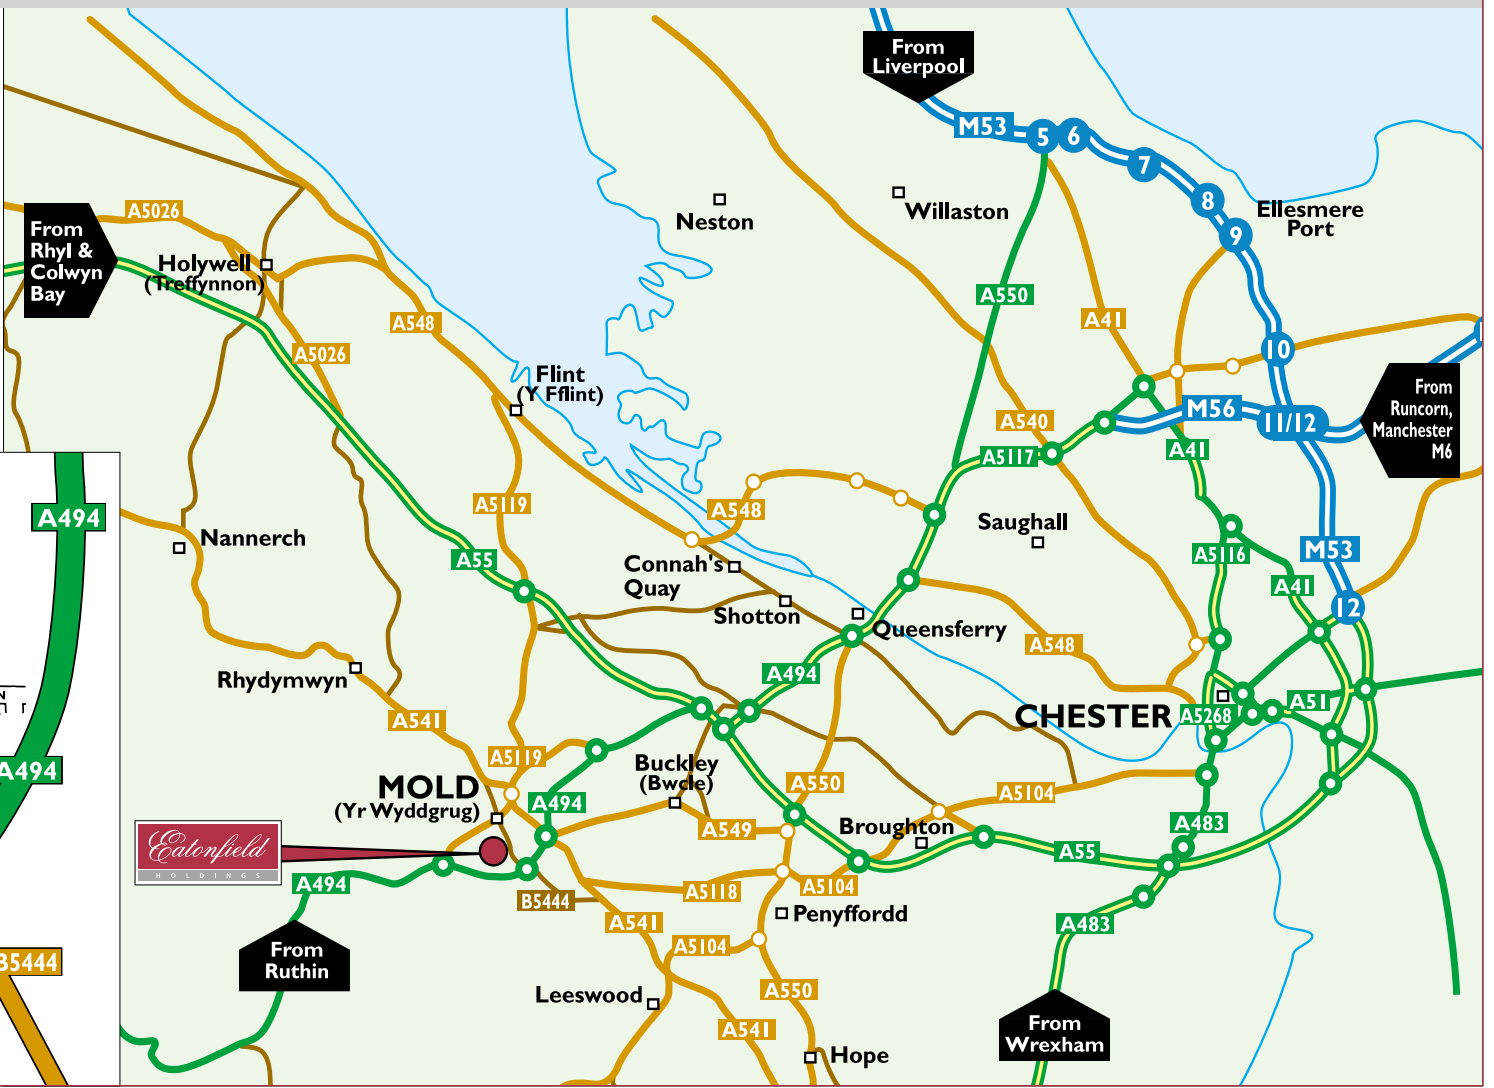 From
Liverpool
M53
5
6
7
8
9
Ellesmere
Port
Neston
Willaston
A5026
From
Rhyl &
Colwyn
Bay
Holywell
(Treffynnon)
A550
A41
A548
A5026
10
Flint
(Y Fflint)
From
Runcorn,
Manchester
M6
M56
11/12
A540
A41
A5117
A494
A5119
A548
Saughall
Nannerch
A55
Connah's
Quay
M53
A5116
A41
12
Shotton
Queensferry
A548
Rhydymwyn
A494
A541
CHESTER
A5268
A51
A5119
Buckley
(Bwcle)
A494
MOLD
(Yr Wyddgrug)
A494
A550
A5104
A549
Broughton
A483
Eatonfield
HOLDINGS
A55
A494
A5118
A5104
B5444
Penyffordd
A541
A483
From
Ruthin
A5104
B5444
Leeswood
A550
From
Wrexham
A541
Hope